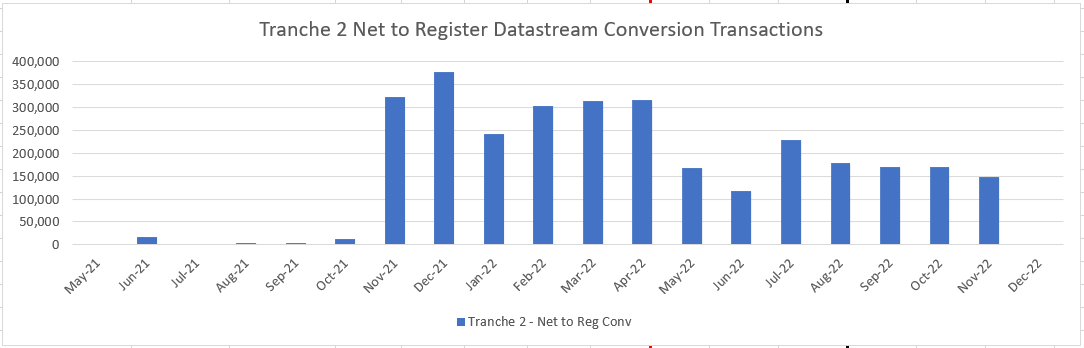 Tranche 2 Net to Register Datastream Conversion Transactions
400,000
350,000
300,000
250,000
200,000
150,000
100,000
50,000
0
May-21
Jun-21
Jul-21
Aug-21
Sep-21
Oct-21
Nov-21
Dec-21
Jan-22
Feb-22
Mar-22
Apr-22
May-22
Jun-22
Jul-22
Aug-22
Sep-22
Oct-22
Nov-22
Dec-22
Tranche 2 - Net to Reg Conv